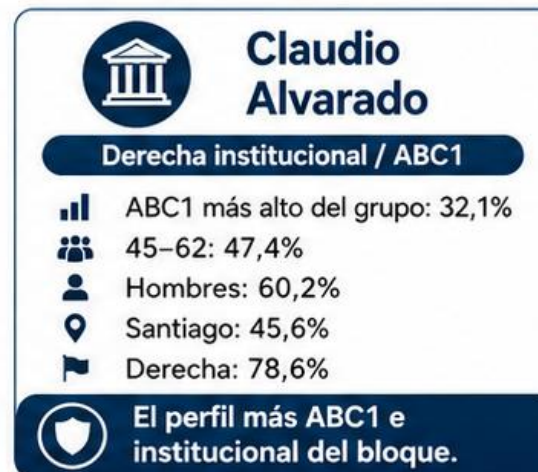 Claudio
Alvarado
Derecha institucional / ABC1
ABC1 más alto del grupo: 32,1%
45–62: 47,4%
Hombres: 60,2%
Santiago: 45,6%
Derecha: 78,6%
El perfil más ABC1 e
institucional del bloque.